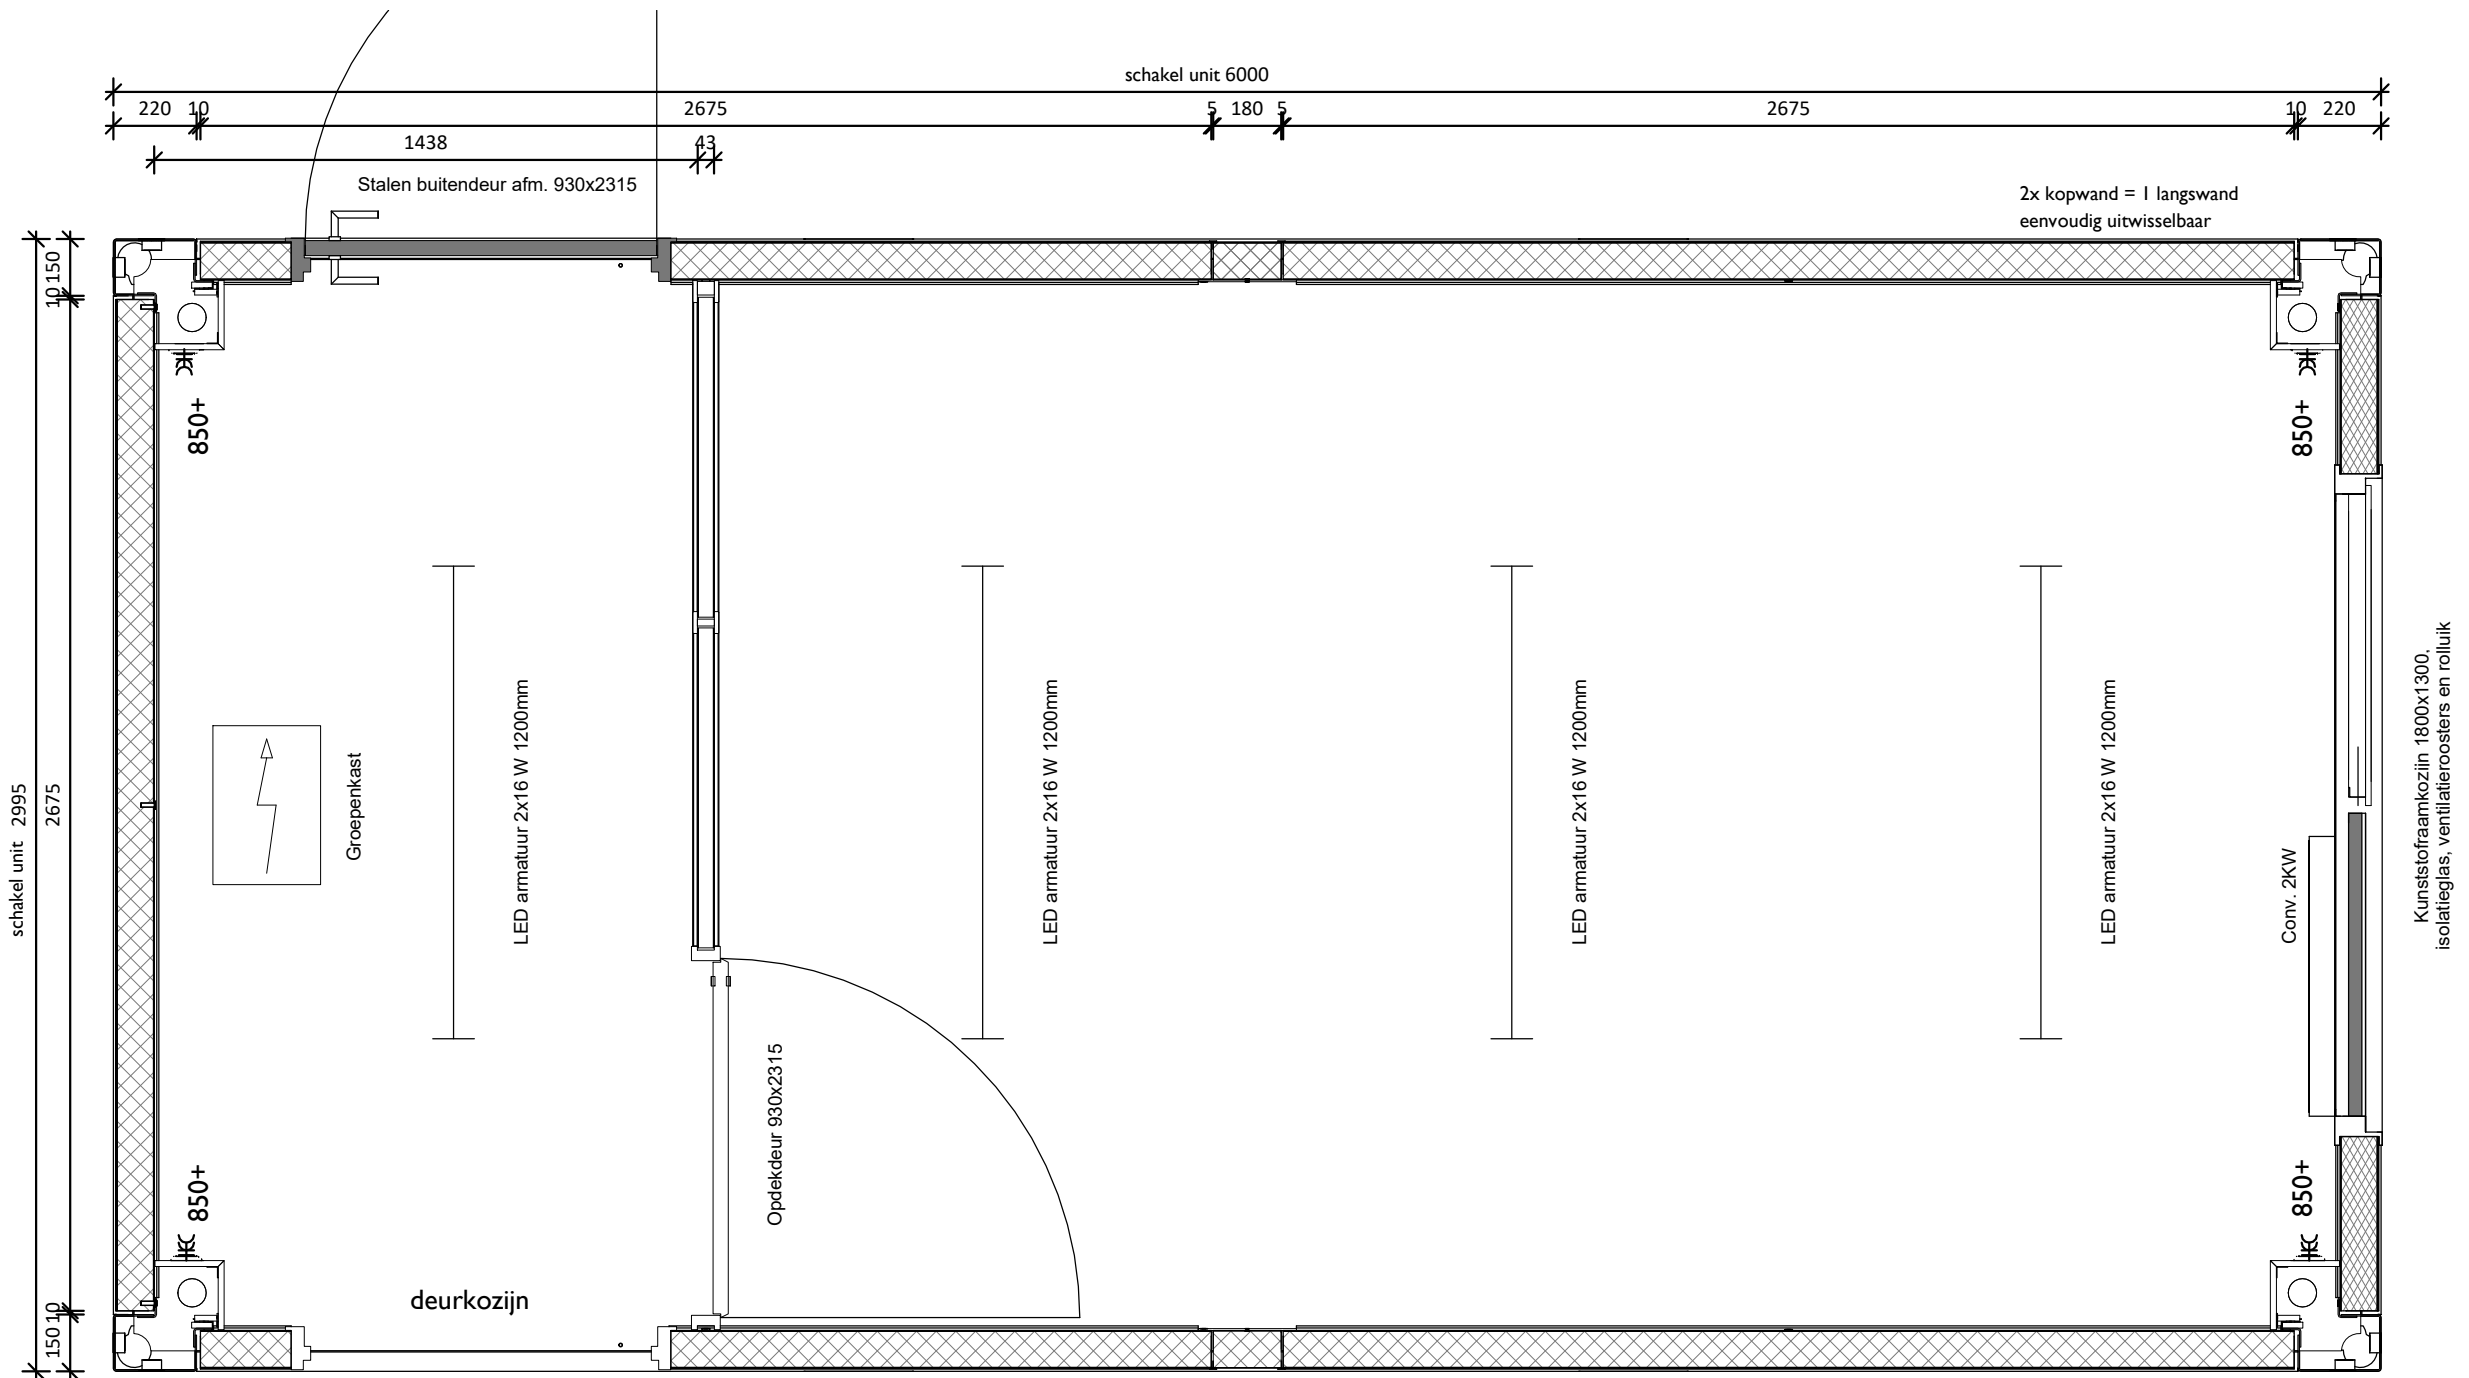 schakel unit 6000
220 10 2675 5 180 5 2675 10 220
1438 43
Stalen buitendeur afm. 930x2315
2x kopwand = 1 langswand
eenvoudig uitwisselbaar
150
10
2675
10
150
schakel unit 2995
850+
850+
850+
850+
Groepenkast
LED armatuur 2x16 W 1200mm
LED armatuur 2x16 W 1200mm
LED armatuur 2x16 W 1200mm
LED armatuur 2x16 W 1200mm
Opdekdeur 930x2315
Conv. 2KW
Kunststofraamkozijn 1800x1300,
isolatieglas, ventilatieroosters en rolluik
deurkozijn